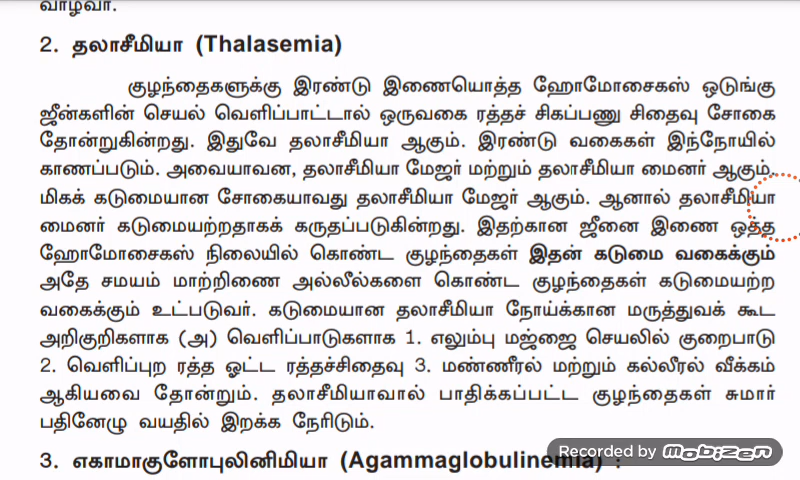 வாழ்வர்.
2. தலாசீமியா (Thalasemia)
குழந்தைகளுக்கு இரண்டு இணையொத்த ஹோமோசைகஸ் ஒடுங்கு
ஜீன்களின் செயல் வெளிப்பாட்டால் ஒருவகை ரத்தச் சிகப்பணு சிதைவு சோகை
தோன்றுகின்றது. இதுவே தலாசீமியா ஆகும். இரண்டு வகைகள் இந்நோயில்
காணப்படும். அவையாவன, தலாசீமியா மேஜர் மற்றும் தலாசீமியா மைனர் ஆகும்.
மிகக் கடுமையான சோகையாவது தலாசீமியா மேஜர் ஆகும். ஆனால் தலாசீமியா
மைனர் கடுமையற்றதாகக் கருதப்படுகின்றது. இதற்கான ஜீனை இணை ஒத்த
ஹோமோசைகஸ் நிலையில் கொண்ட குழந்தைகள் இதன் கடுமை வகைக்கும்
அதே சமயம் மாற்றிணை அல்லீல்களை கொண்ட குழந்தைகள் கடுமையற்ற
வகைக்கும் உட்படுவர். கடுமையான தலாசீமியா நோய்க்கான மருத்துவக் கூட
அறிகுறிகளாக (அ) வெளிப்பாடுகளாக 1. எலும்பு மஜ்ஜை செயலில் குறைபாடு
2. வெளிப்புற ரத்த ஓட்ட ரத்தச்சிதைவு 3. மண்ணீரல் மற்றும் கல்லீரல் வீக்கம்
ஆகியவை தோன்றும். தலாசீமியாவால் பாதிக்கப்பட்ட குழந்தைகள் சுமார்
பதினேழு வயதில் இறக்க நேரிடும்.
3. எகாமாகுளோபுலினிமியா (Agammaglobulinemia) :
Recorded by mobizen